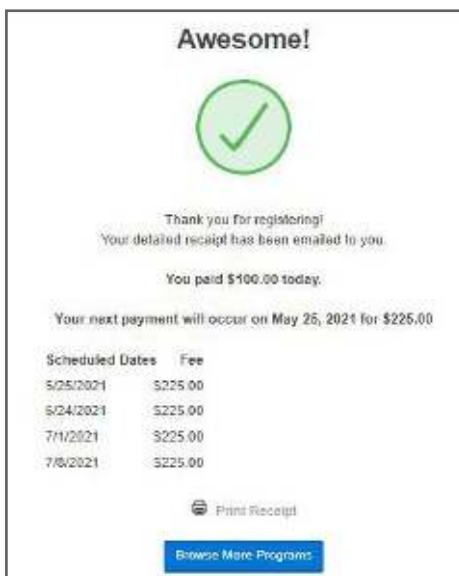 Awesome!
Thank you for registering!
Your detailed receipt has been emailed to you.
You paid $100.00 today.
Your next payment will occur on May 25, 2021 for $225.00
Scheduled Dates Fee
5/25/2021 $225.00
6/24/2021 $225.00
7/1/2021 $225.00
7/8/2021 $225.00
Print Receipt
Browse More Programs